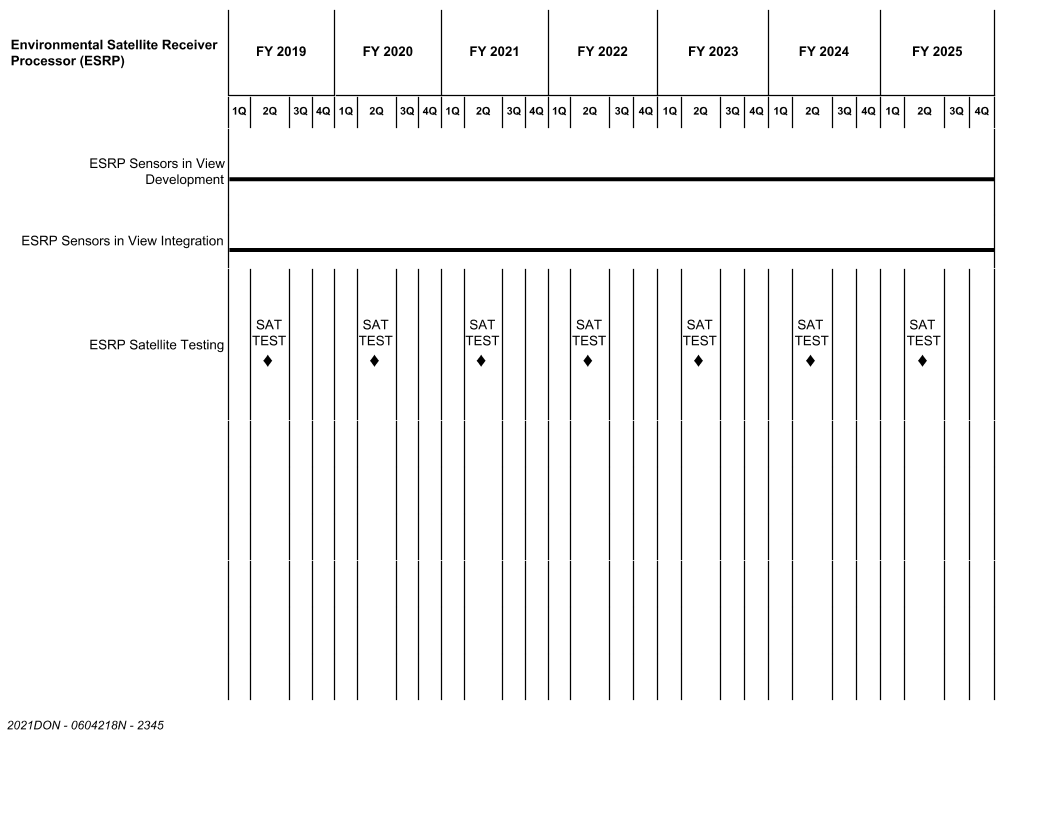 Environmental Satellite Receiver
Processor (ESRP)
FY 2019 FY 2020 FY 2021 FY 2022 FY 2023 FY 2024 FY 2025
1Q 2Q 3Q 4Q 1Q 2Q 3Q 4Q 1Q 2Q 3Q 4Q 1Q 2Q 3Q 4Q 1Q 2Q 3Q 4Q 1Q 2Q 3Q 4Q 1Q 2Q 3Q 4Q
ESRP Sensors in View
Development
ESRP Sensors in View Integration
ESRP Satellite Testing
SAT SAT SAT SAT SAT SAT SAT
TEST TEST TEST TEST TEST TEST TEST
2021DON - 0604218N - 2345